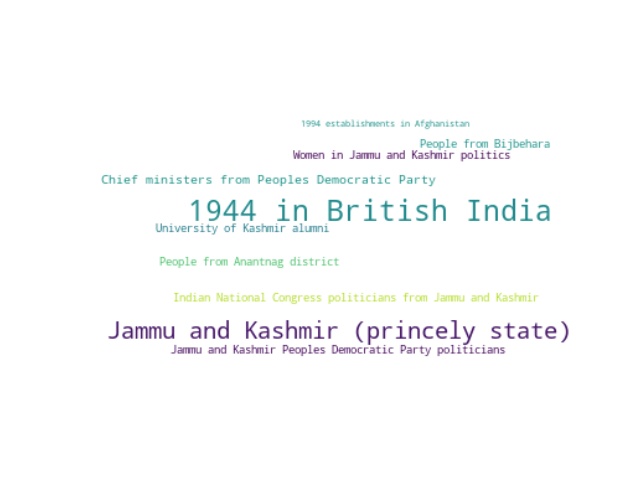 1994 establishments in Afghanistan
People from Bijbehara
Women in Jammu and Kashmir politics
Chief ministers from Peoples Democratic Party
1944 in British India
University of Kashmir alumni
People from Anantnag district
Indian National Congress politicians from Jammu and Kashmir
Jammu and Kashmir (princely state)
Jammu and Kashmir Peoples Democratic Party politicians